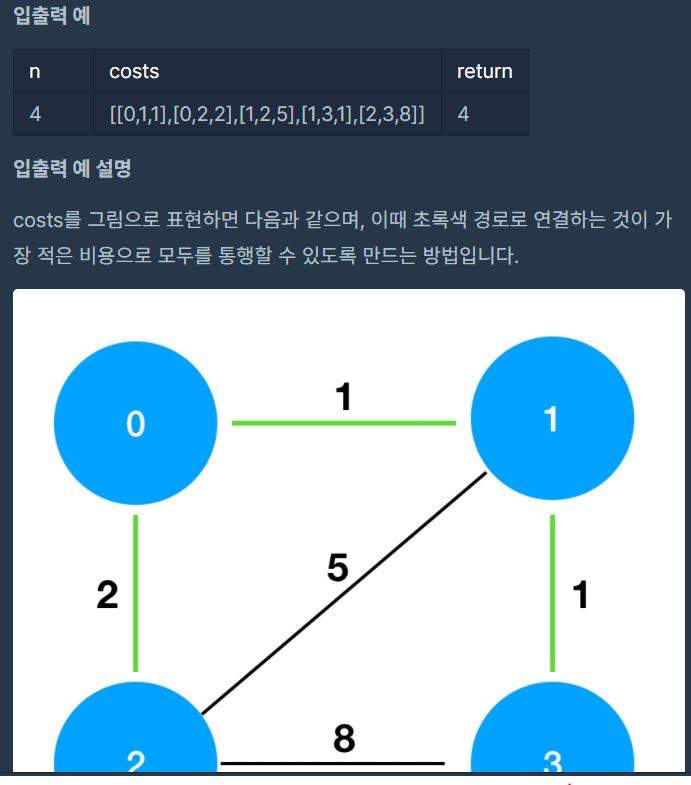 입출력 예
n costs return
4 [[0,1,1],[0,2,2],[1,2,5],[1,3,1],[2,3,8]] 4
입출력 예 설명
costs를 그림으로 표현하면 다음과 같으며, 이때 초록색 경로로 연결하는 것이 가
장 적은 비용으로 모두를 통행할 수 있도록 만드는 방법입니다.
1
0 1
5
2 1
8
2 3